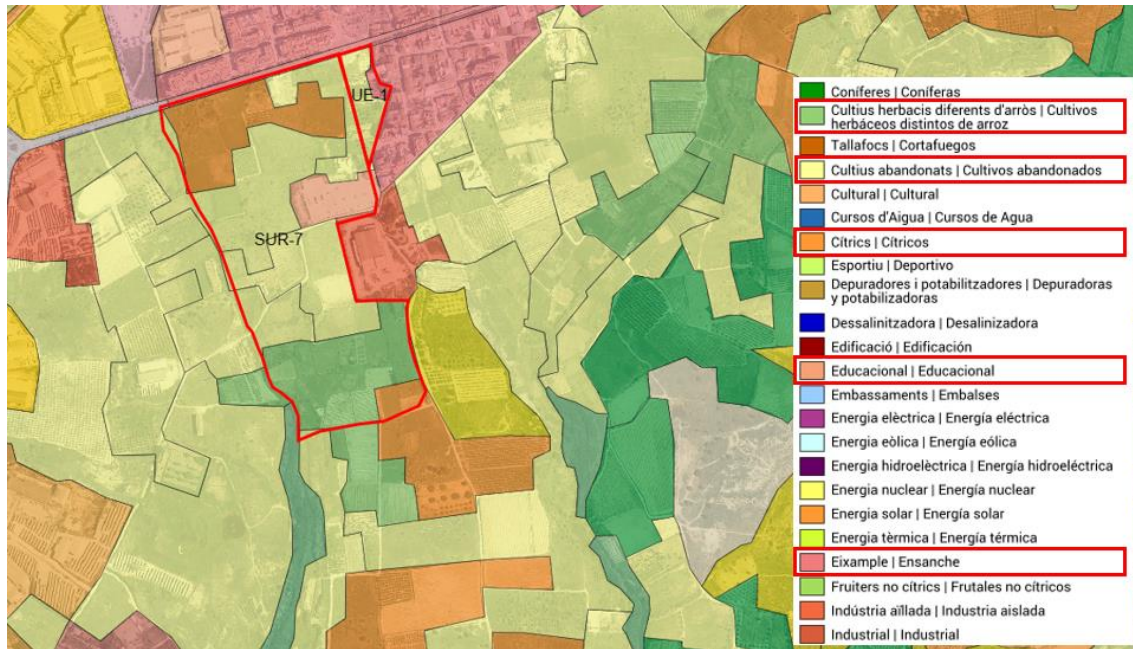 UE-1
SUR-7
Coníferes | Coníferas
Cultius herbacis diferents d'arròs | Cultivos
herbáceos distintos de arroz
Tallafocs | Cortafuegos
Cultius abandonats | Cultivos abandonados
Cultural | Cultural
Cursos d'Aigua | Cursos de Agua
Cítrics | Cítricos
Esportiu | Deportivo
Depuradores i potabilitzadores | Depuradoras
y potabilizadoras
Dessalinitzadora | Desalinizadora
Edificació | Edificación
Educacional | Educacional
Embassaments | Embalses
Energia elèctrica | Energía eléctrica
Energia eòlica | Energía eólica
Energia hidroelèctrica | Energía hidroeléctrica
Energia nuclear | Energía nuclear
Energia solar | Energía solar
Energia tèrmica | Energía térmica
Eixample | Ensanche
Fruiters no cítrics | Frutales no cítricos
Indústria aïllada | Industria aislada
Industrial | Industrial